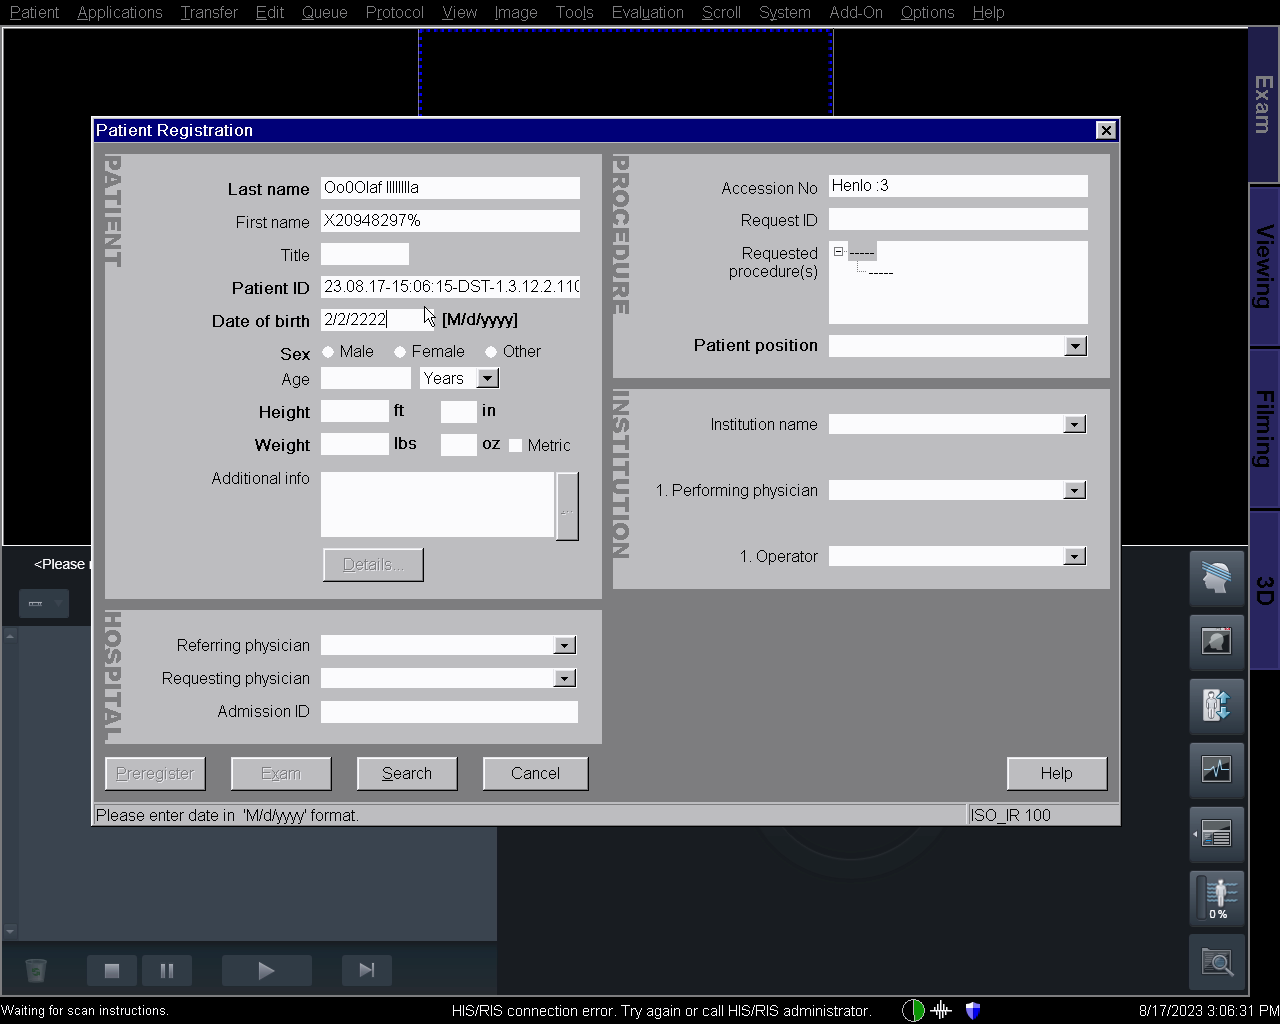 Patient Applications Transfer Edit Queue Protocol View Image Tools Evaluation Scroll System Add-On Options Help
Exam
Viewing
Filming
3D
Patient Registration
PATIENT
Last name Oo0Olaf
First name X20948297%
Title
Patient ID 23.08.17-15:06:15-DST-1.3.12.2.110
Date of birth 2/2/2222 [M/d/yyyy]
Sex Male Female Other
Age Years
Height ft in
Weight lbs oz Metric
Additional info
...
Details...
HOSPITAL
Referring physician
Requesting physician
Admission ID
PROCEDURE
Accession No Henlo :3
Request ID
Requested
procedure(s)
-----
-----
Patient position
INSTITUTION
Institution name
1. Performing physician
1. Operator
Preregister Exam Search Cancel Help
Please enter date in 'M/d/yyyy' format. ISO_IR 100
<Please
0 %
Waiting for scan instructions. HIS/RIS connection error. Try again or call HIS/RIS administrator. 8/17/2023 3:06:31 PM